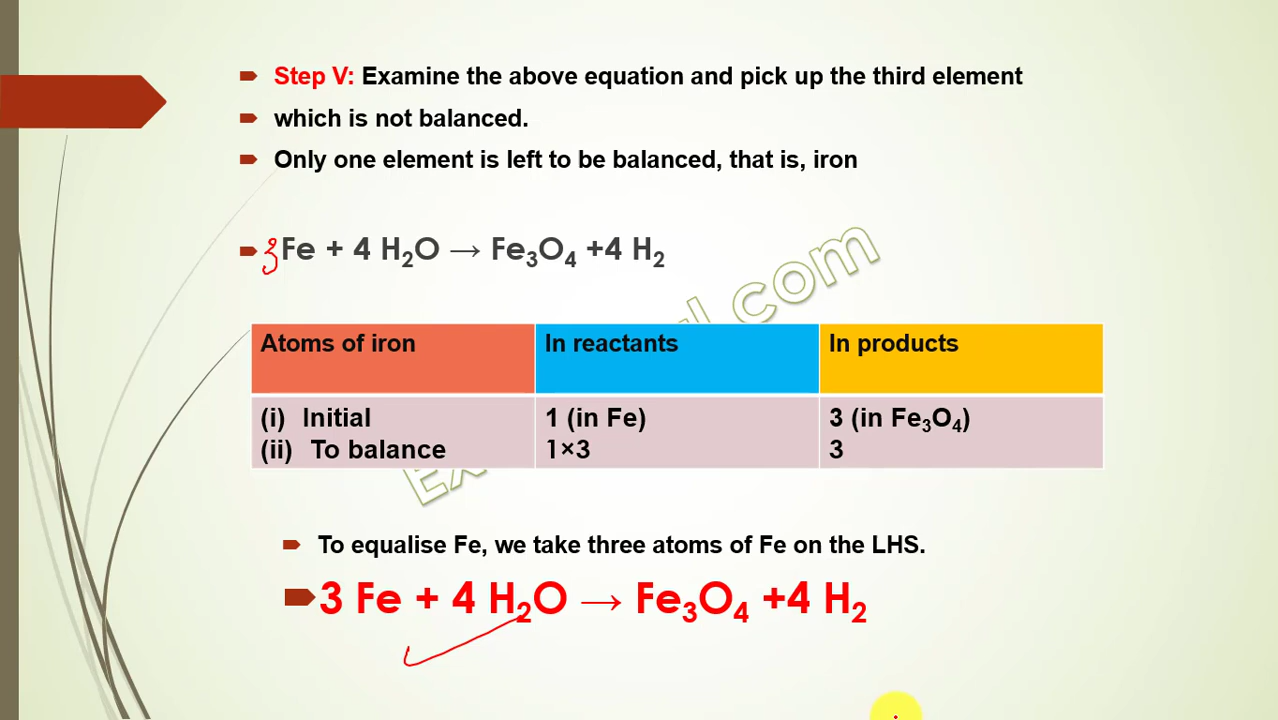 Step V: Examine the above equation and pick up the third element
which is not balanced.
Only one element is left to be balanced, that is, iron
3Fe + 4 H₂O → Fe₃O₄ +4 H₂
Atoms of iron In reactants In products
(i) Initial 1 (in Fe) 3 (in Fe₃O₄)
(ii) To balance 1×3 3
To equalise Fe, we take three atoms of Fe on the LHS.
3 Fe + 4 H₂O → Fe₃O₄ +4 H₂